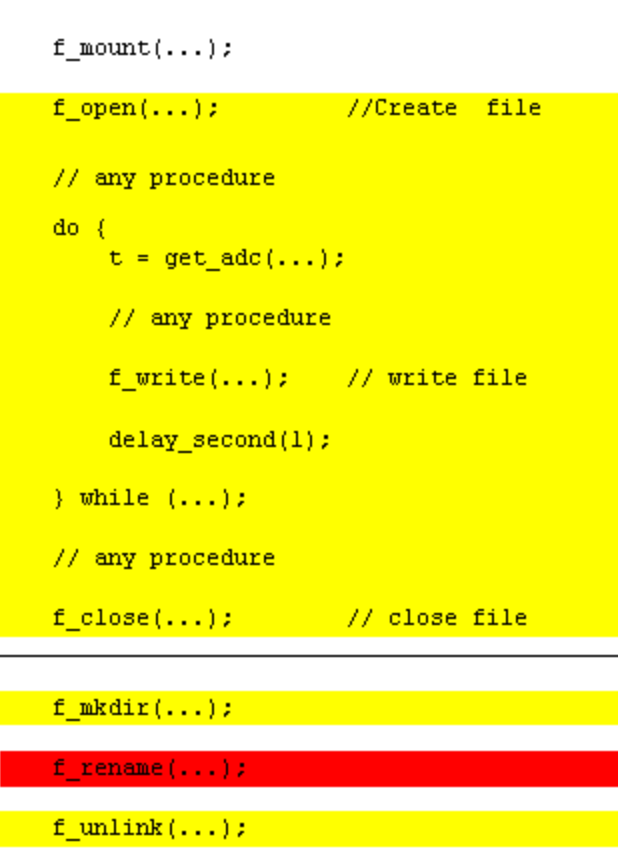 f_mount(...);
f_open(...); //Create file
// any procedure
do {
t = get_adc(...);
// any procedure
f_write(...); // write file
delay_second(1);
} while (...);
// any procedure
f_close(...); // close file
f_mkdir(...);
f_rename(...);
f_unlink(...);